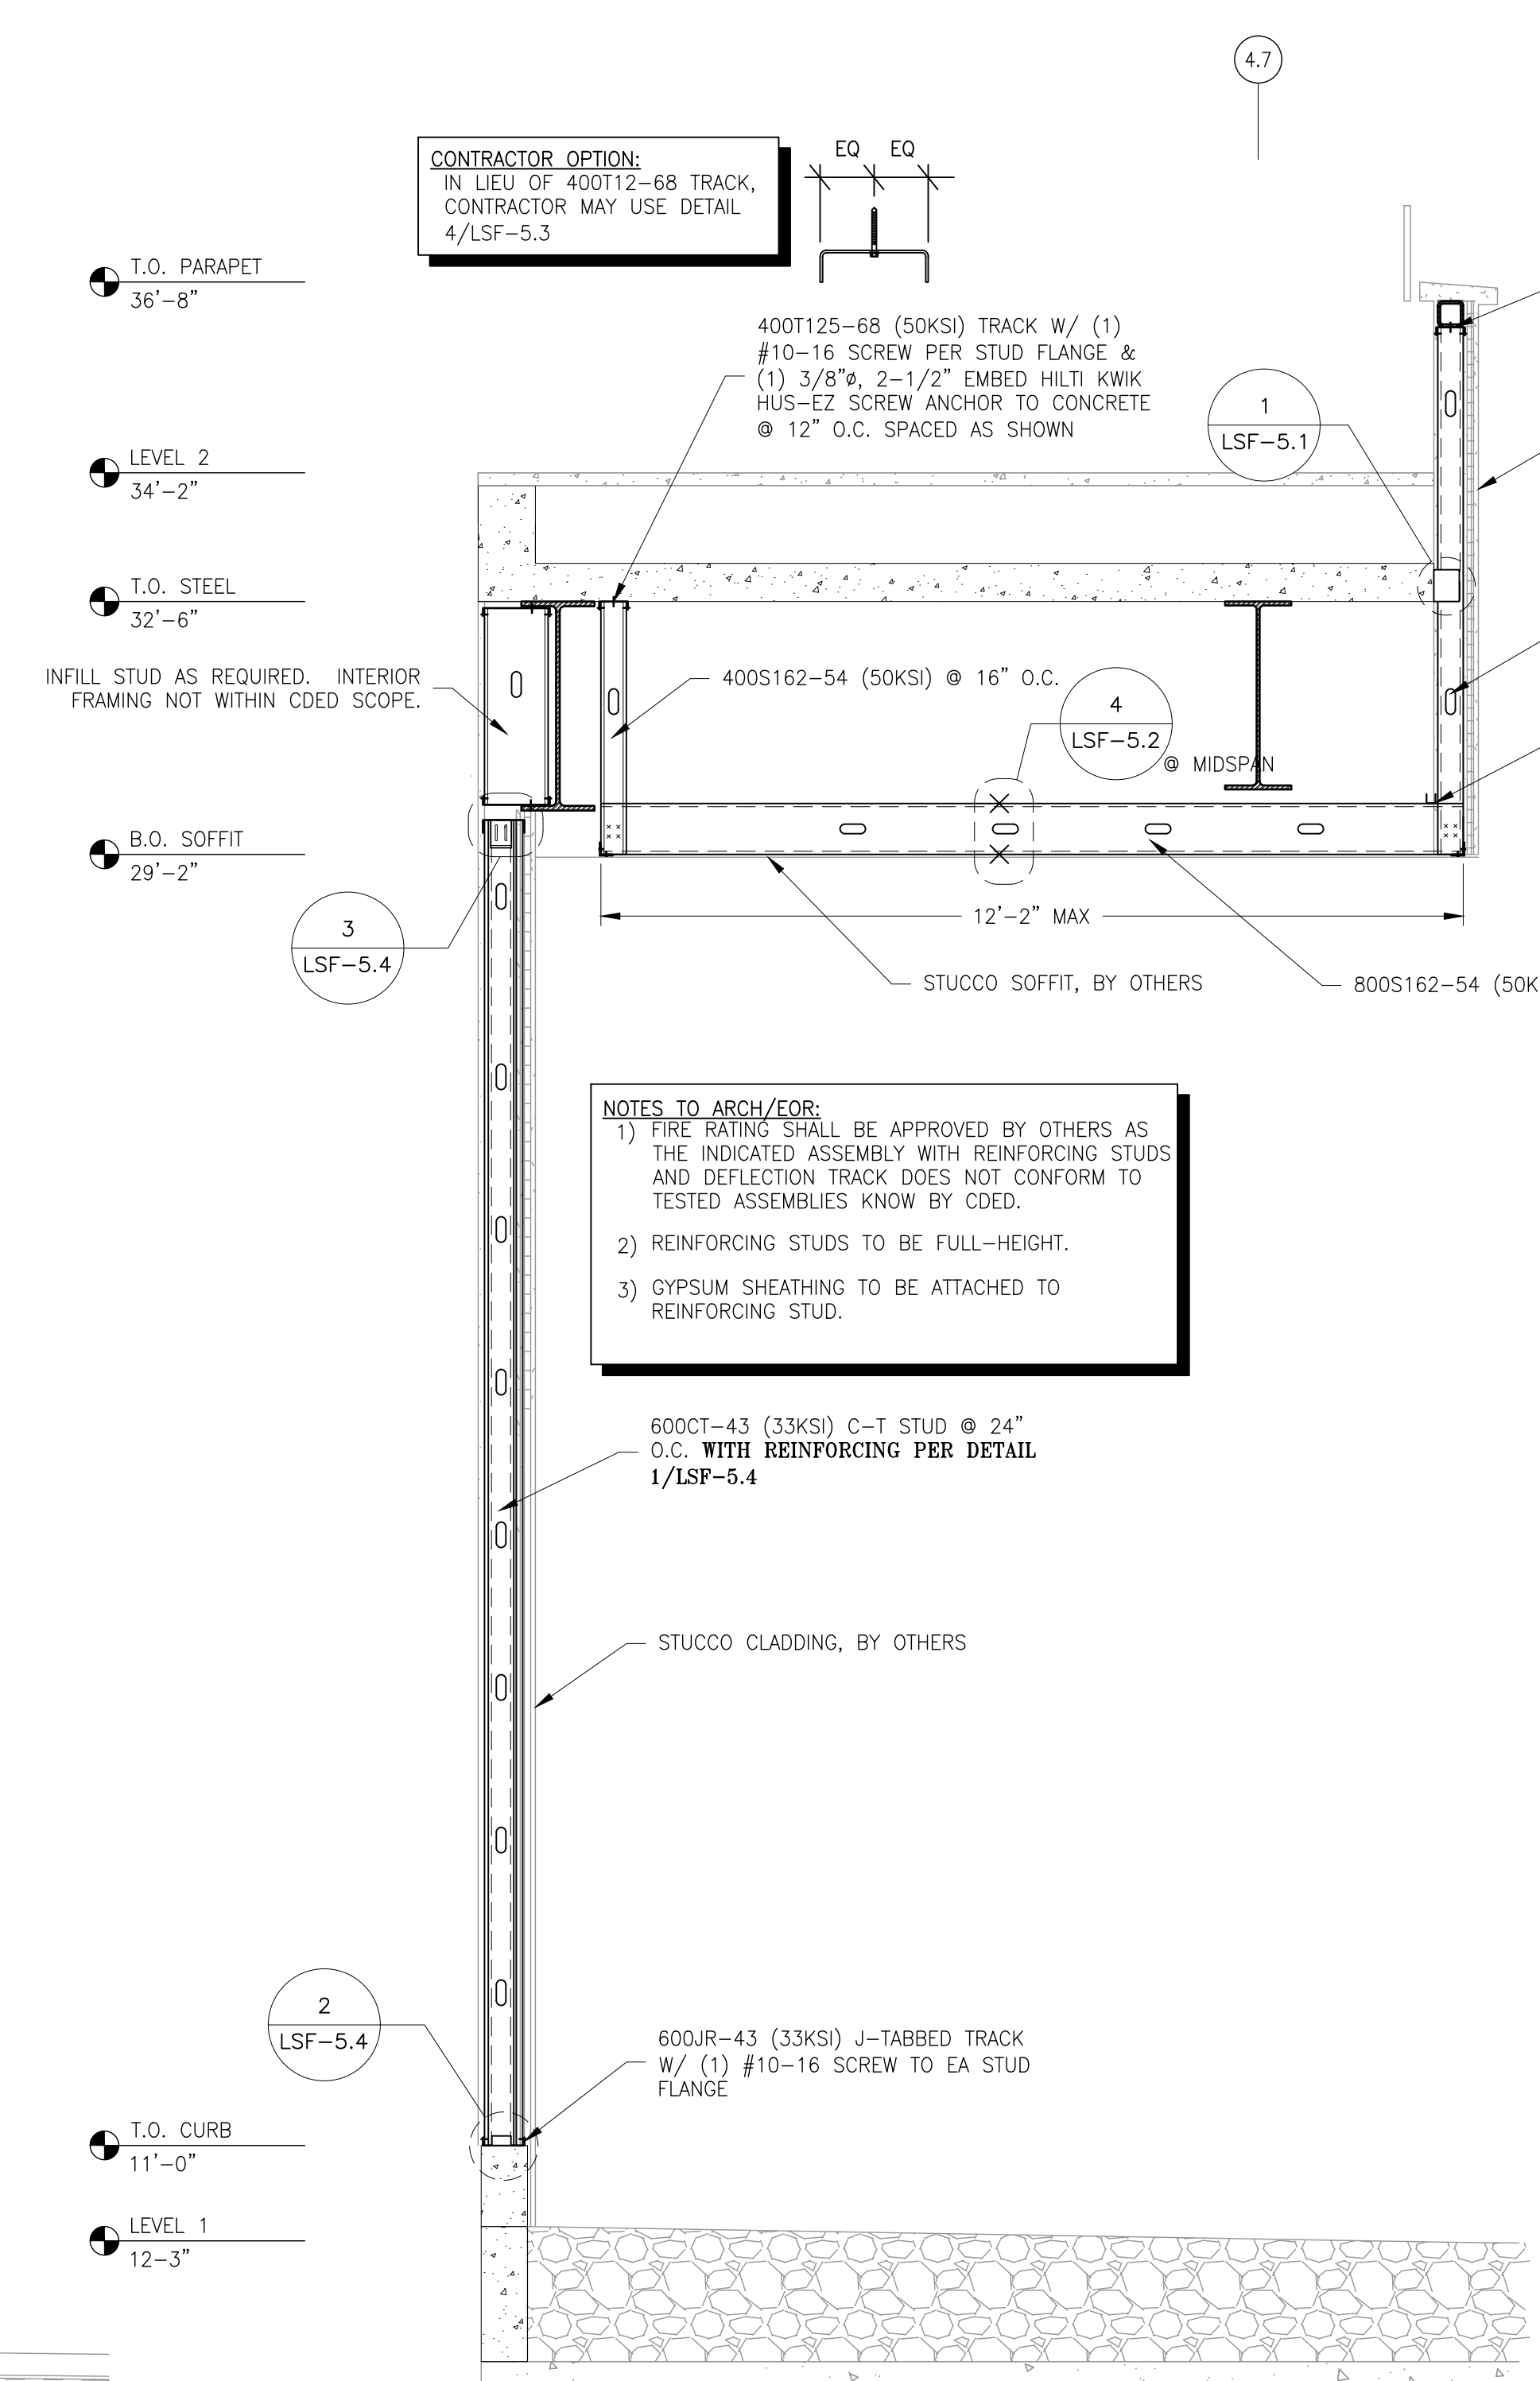 4.7
CONTRACTOR OPTION:
IN LIEU OF 400T12-68 TRACK,
CONTRACTOR MAY USE DETAIL
4/LSF-5.3
EQ EQ
T.O. PARAPET
36'-8"
400T125-68 (50KSI) TRACK W/ (1)
#10-16 SCREW PER STUD FLANGE &
(1) 3/8"ø, 2-1/2" EMBED HILTI KWIK
HUS-EZ SCREW ANCHOR TO CONCRETE
@ 12" O.C. SPACED AS SHOWN
1
LSF-5.1
LEVEL 2
34'-2"
T.O. STEEL
32'-6"
INFILL STUD AS REQUIRED. INTERIOR
FRAMING NOT WITHIN CDED SCOPE.
400S162-54 (50KSI) @ 16" O.C.
4
LSF-5.2
@ MIDSPAN
B.O. SOFFIT
29'-2"
12'-2" MAX
3
LSF-5.4
STUCCO SOFFIT, BY OTHERS
800S162-54 (50K
NOTES TO ARCH/EOR:
1) FIRE RATING SHALL BE APPROVED BY OTHERS AS
THE INDICATED ASSEMBLY WITH REINFORCING STUDS
AND DEFLECTION TRACK DOES NOT CONFORM TO
TESTED ASSEMBLIES KNOW BY CDED.
2) REINFORCING STUDS TO BE FULL-HEIGHT.
3) GYPSUM SHEATHING TO BE ATTACHED TO
REINFORCING STUD.
600CT-43 (33KSI) C-T STUD @ 24"
O.C. WITH REINFORCING PER DETAIL
1/LSF-5.4
STUCCO CLADDING, BY OTHERS
2
LSF-5.4
600JR-43 (33KSI) J-TABBED TRACK
W/ (1) #10-16 SCREW TO EA STUD
FLANGE
T.O. CURB
11'-0"
LEVEL 1
12-3"